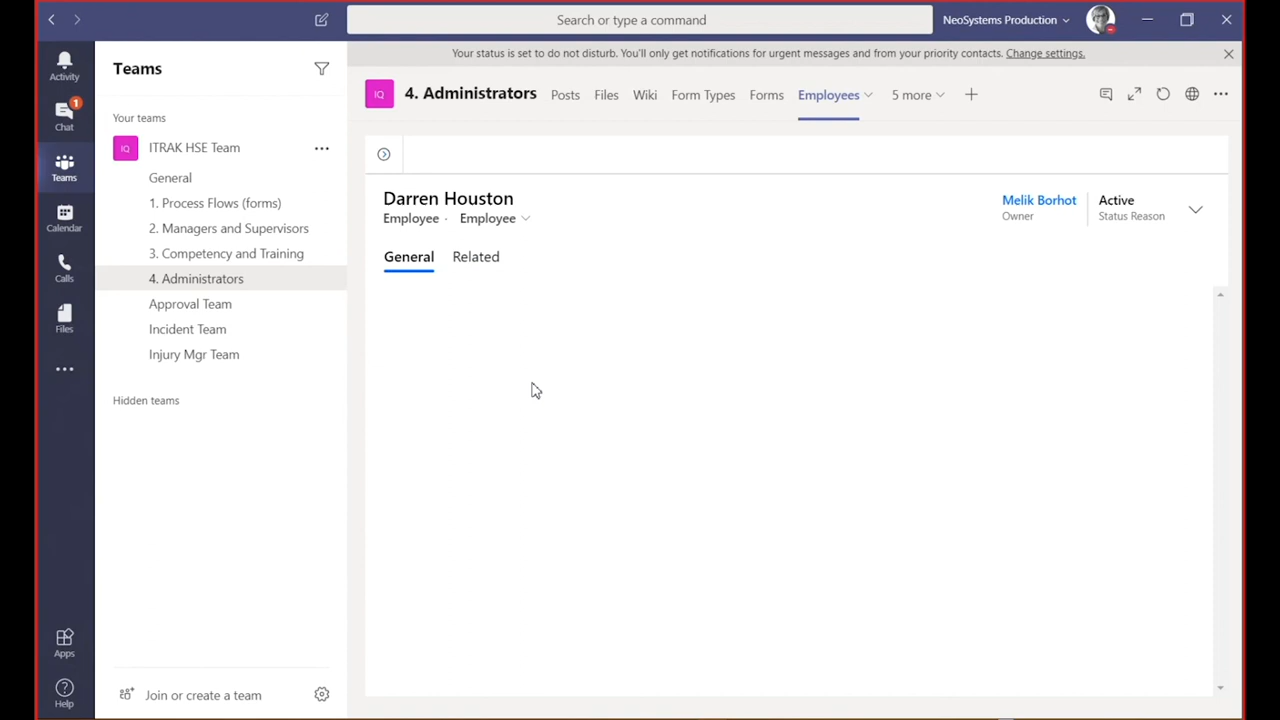 Search or type a command
NeoSystems Production
Activity
1
Chat
Teams
Calendar
Calls
Files
Apps
Help
Teams
Your teams
IQ ITRAK HSE Team
General
1. Process Flows (forms)
2. Managers and Supervisors
3. Competency and Training
4. Administrators
Approval Team
Incident Team
Injury Mgr Team
Hidden teams
Join or create a team
Your status is set to do not disturb. You'll only get notifications for urgent messages and from your priority contacts. Change settings.
IQ 4. Administrators Posts Files Wiki Form Types Forms Employees 5 more
Darren Houston
Employee · Employee
Melik Borhot
Owner
Active
Status Reason
General Related